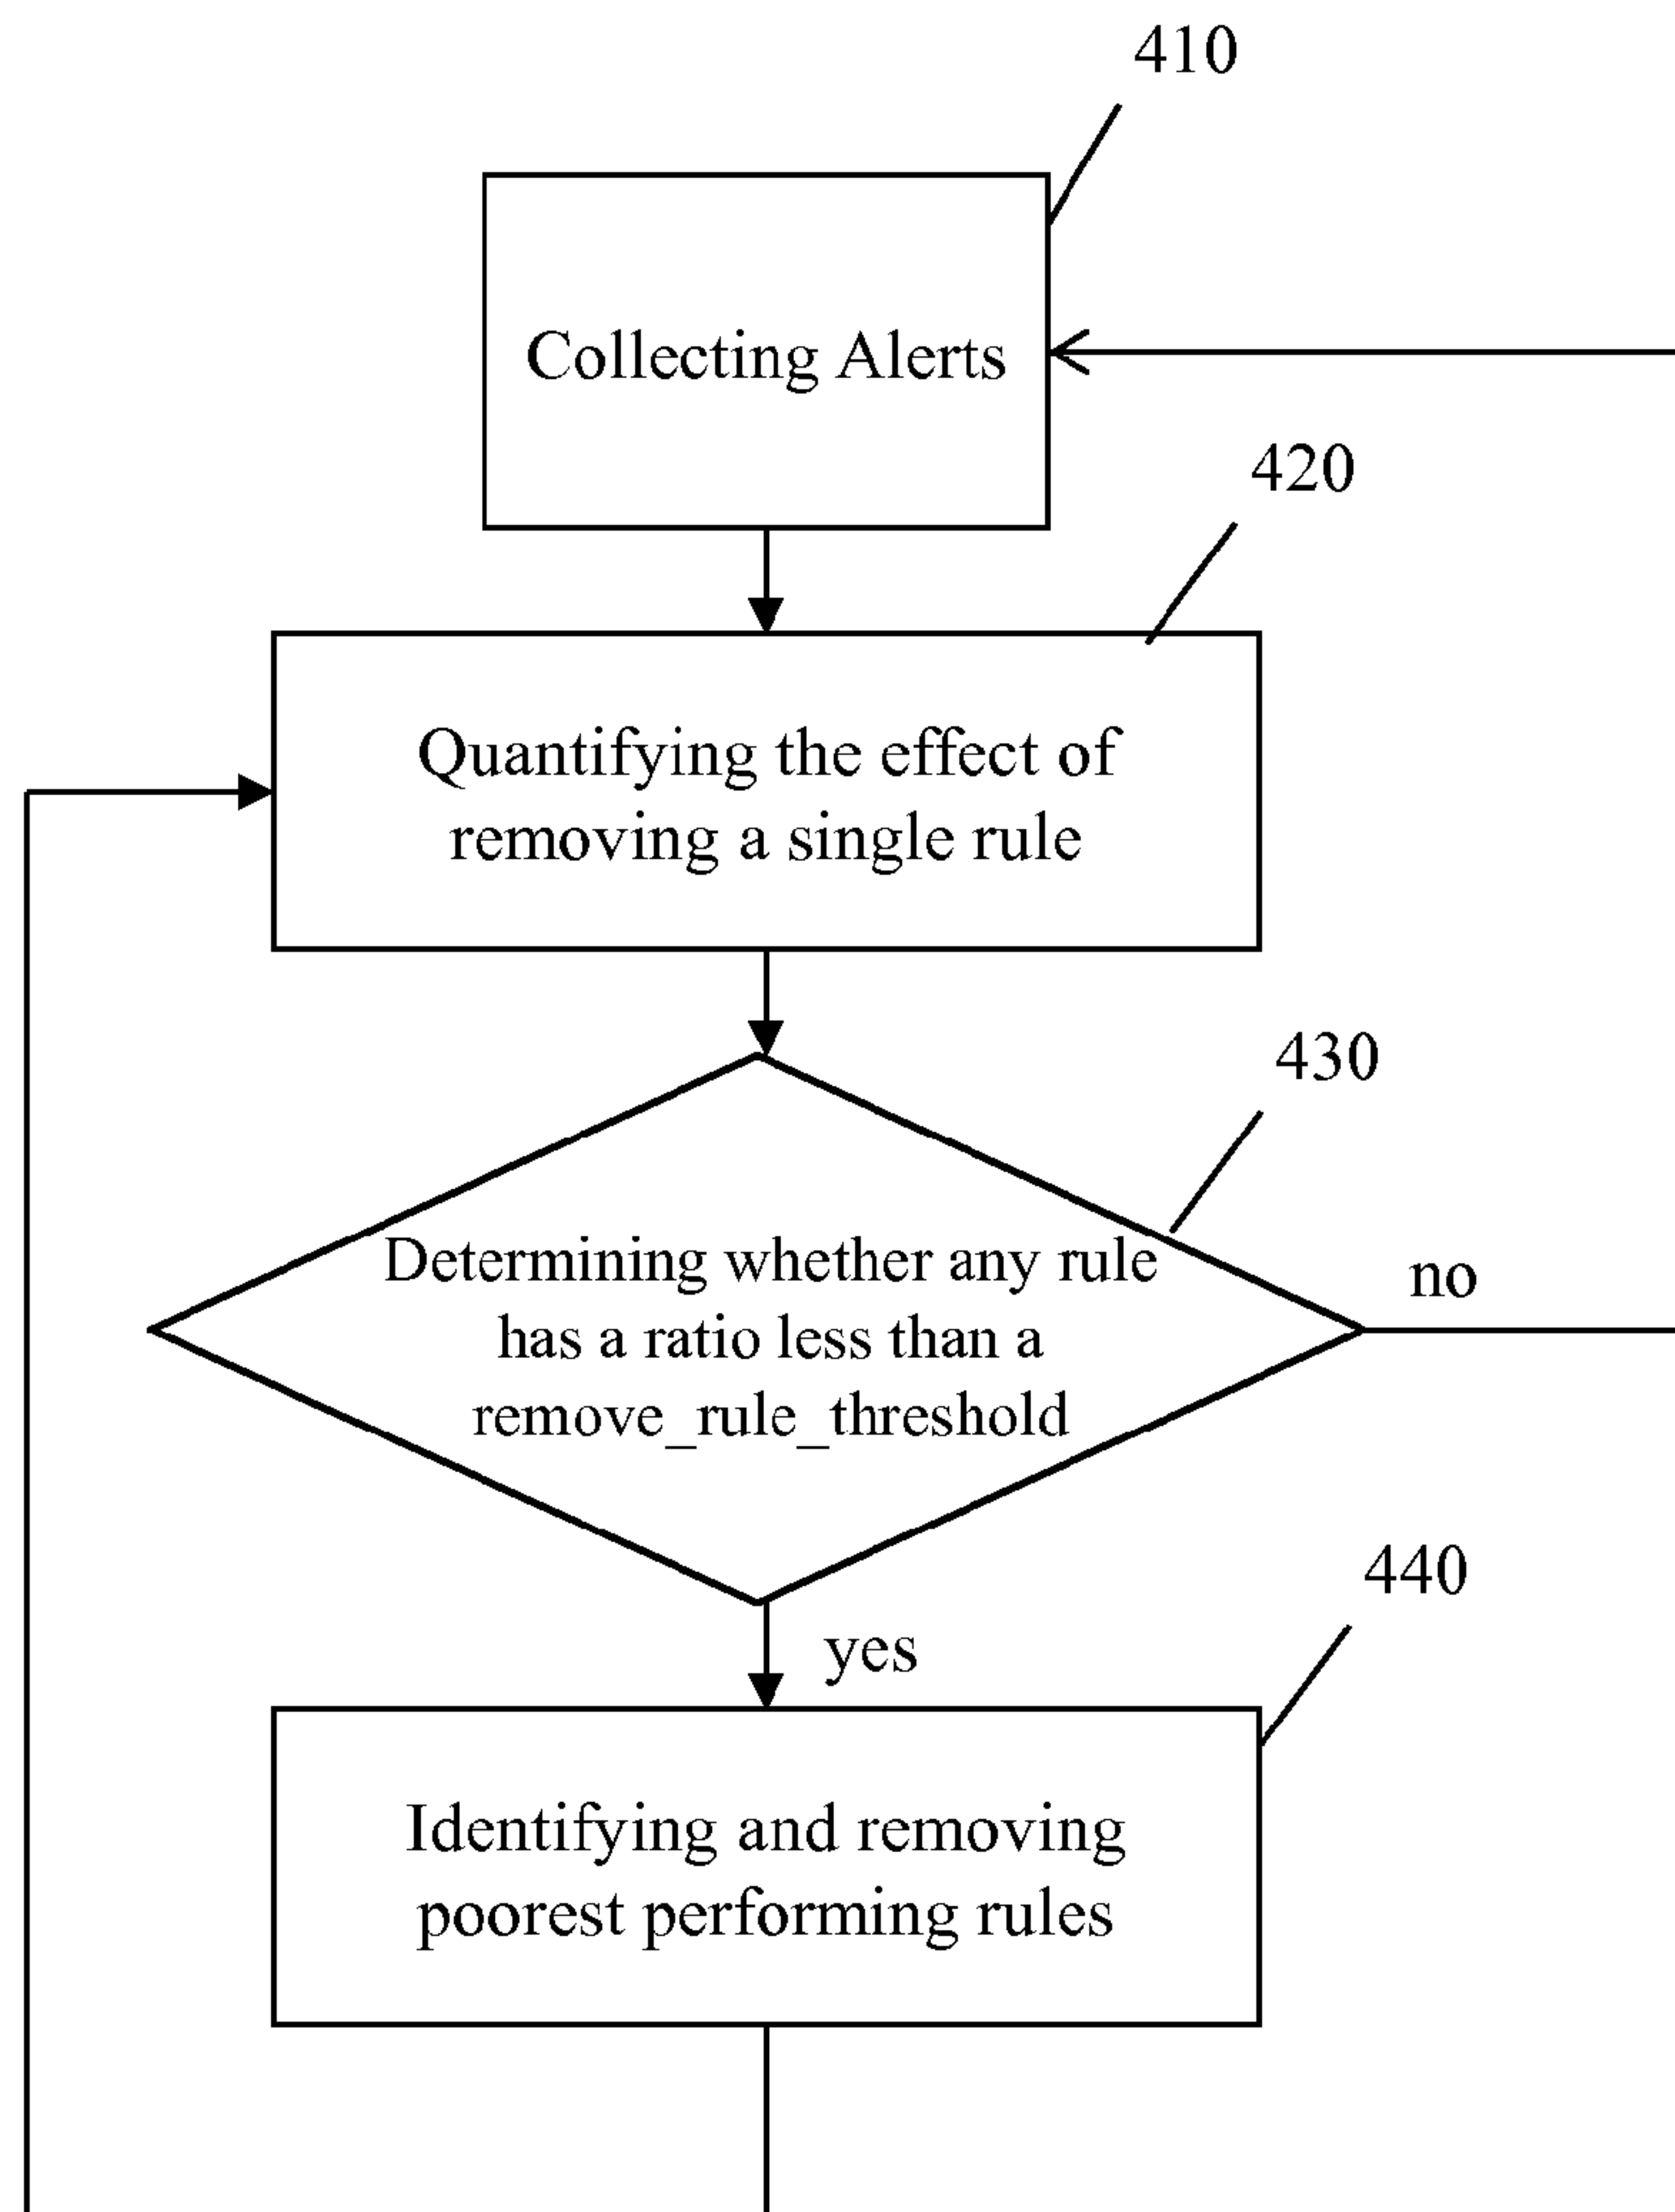 410
Collecting Alerts
420
Quantifying the effect of
removing a single rule
430
Determining whether any rule
has a ratio less than a
remove_rule_threshold
no
yes
440
Identifying and removing
poorest performing rules